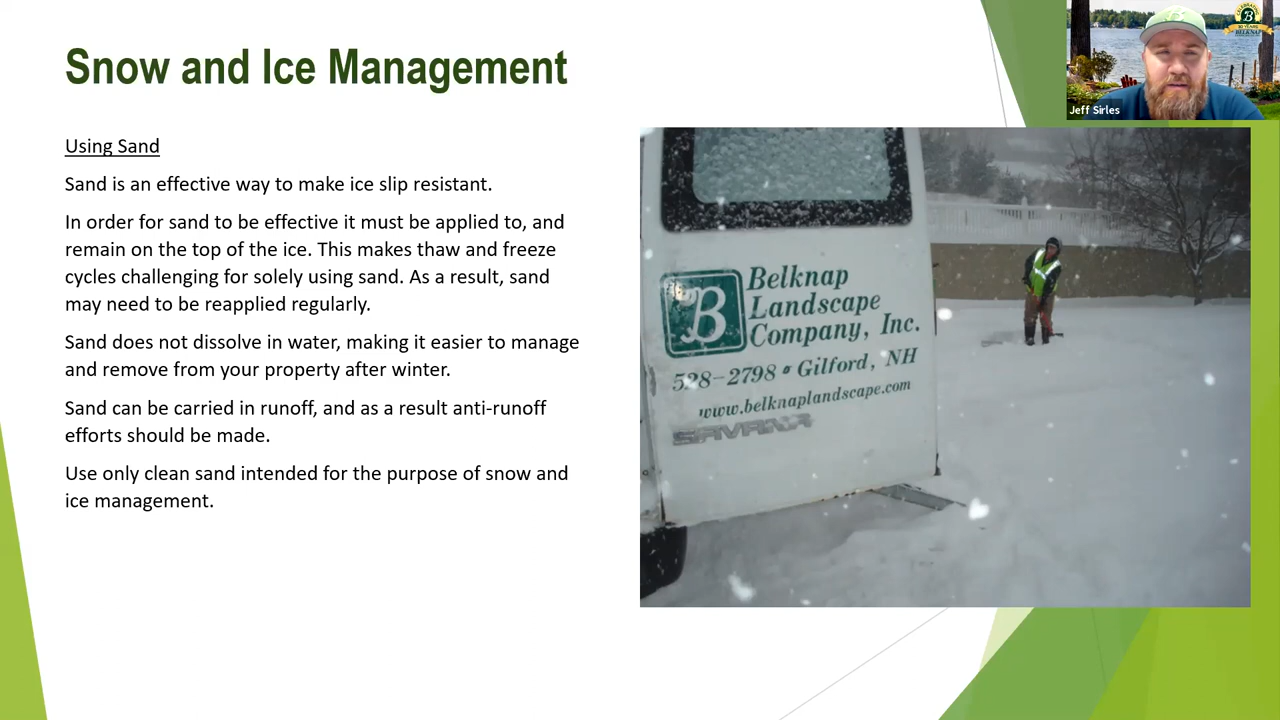 Snow and Ice Management
Using Sand
Sand is an effective way to make ice slip resistant.
In order for sand to be effective it must be applied to, and
remain on the top of the ice. This makes thaw and freeze
cycles challenging for solely using sand. As a result, sand
may need to be reapplied regularly.
Sand does not dissolve in water, making it easier to manage
and remove from your property after winter.
Sand can be carried in runoff, and as a result anti-runoff
efforts should be made.
Use only clean sand intended for the purpose of snow and
ice management.
B
BELKNAP
Jeff Sirles
B
Belknap
Landscape
Company, Inc.
528-2798 • Gilford, NH
www.belknaplandscape.com
SAVANA